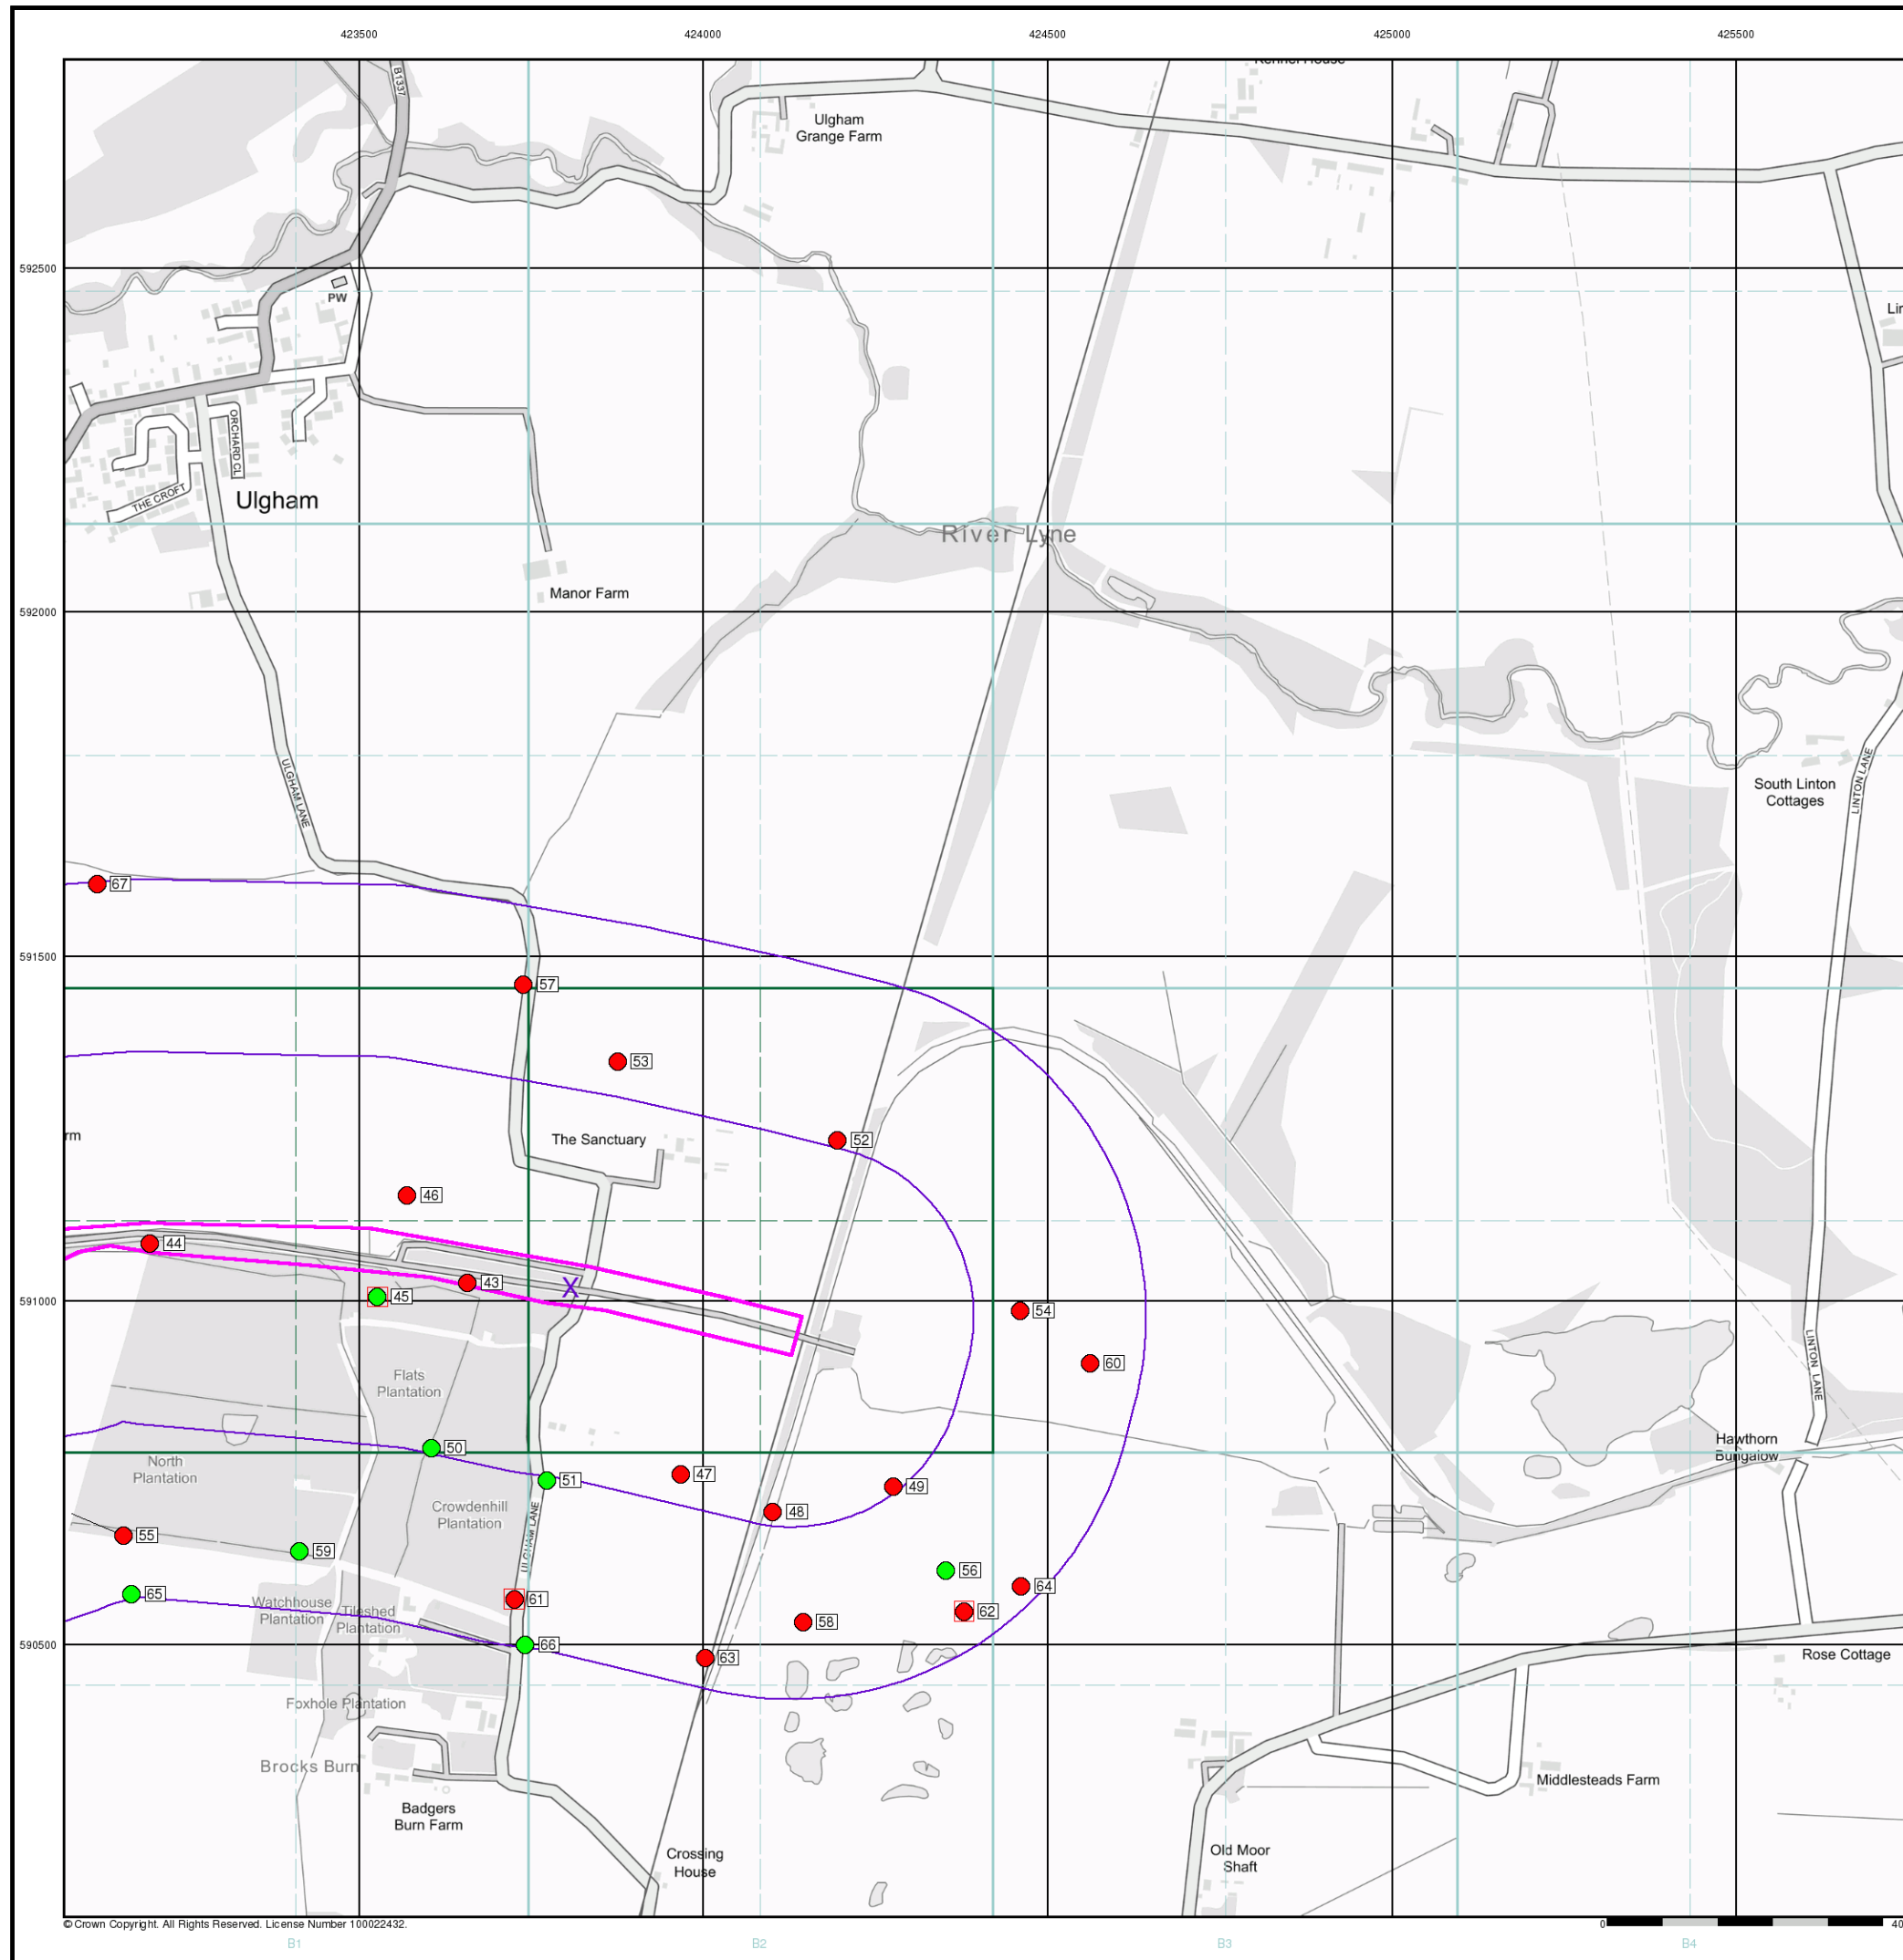 423500
424000
424500
425000
425500
B1337
Ulgham
Grange Farm
592500
PW
ORCHARD CL
THE CROFT
Ulgham
River Lyne
Manor Farm
592000
ULGHAM LANE
South Linton
Cottages
LINTON LANE
67
591500
57
53
rm
The Sanctuary
52
46
44
43
X
45
591000
54
60
LINTON LANE
Flats
Plantation
50
Hawthorn
Bungalow
North
Plantation
47
51
49
Crowdenhill
Plantation
48
ULGHAM LANE
55
59
56
65
64
61
Watchhouse
Plantation
Tileshed
Plantation
62
58
590500
66
63
Rose Cottage
Foxhole Plantation
Brocks Burn
Middlesteads Farm
Badgers
Burn Farm
Crossing
House
Old Moor
Shaft
© Crown Copyright. All Rights Reserved. License Number 100022432.
0
40
B1
B2
B3
B4